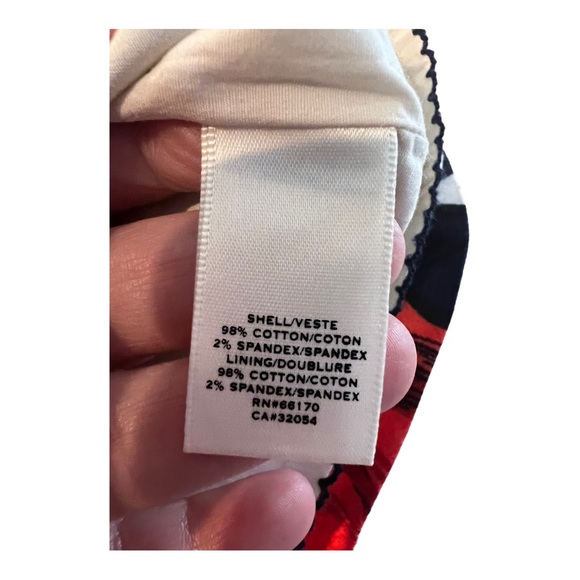 SHELL/VESTE
98% COTTON/COTON
2% SPANDEX/SPANDEX
LINING/DOUBLURE
98% COTTON/COTON
2% SPANDEX/SPANDEX
RN#66170
CA#32054